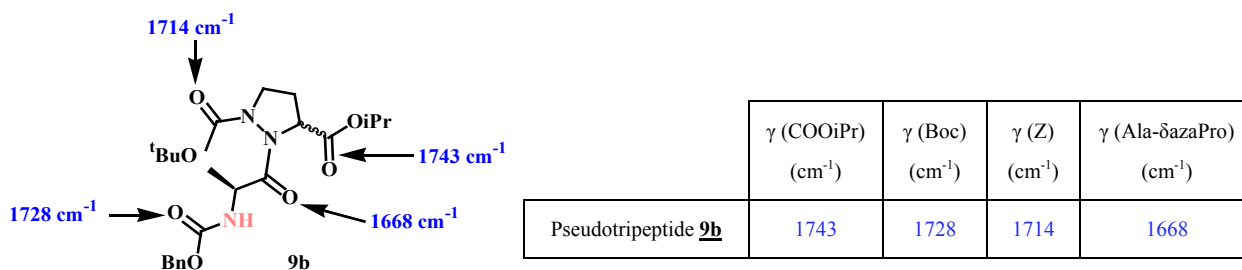 1714 cm⁻¹
O
N
N
OiPr
O
ᵗBuO
O
1743 cm⁻¹
1728 cm⁻¹
O
NH
O
1668 cm⁻¹
BnO
9b
γ (COOiPr) (cm⁻¹)
γ (Boc) (cm⁻¹)
γ (Z) (cm⁻¹)
γ (Ala-δazaPro) (cm⁻¹)
Pseudotripeptide 9b 1743 1728 1714 1668